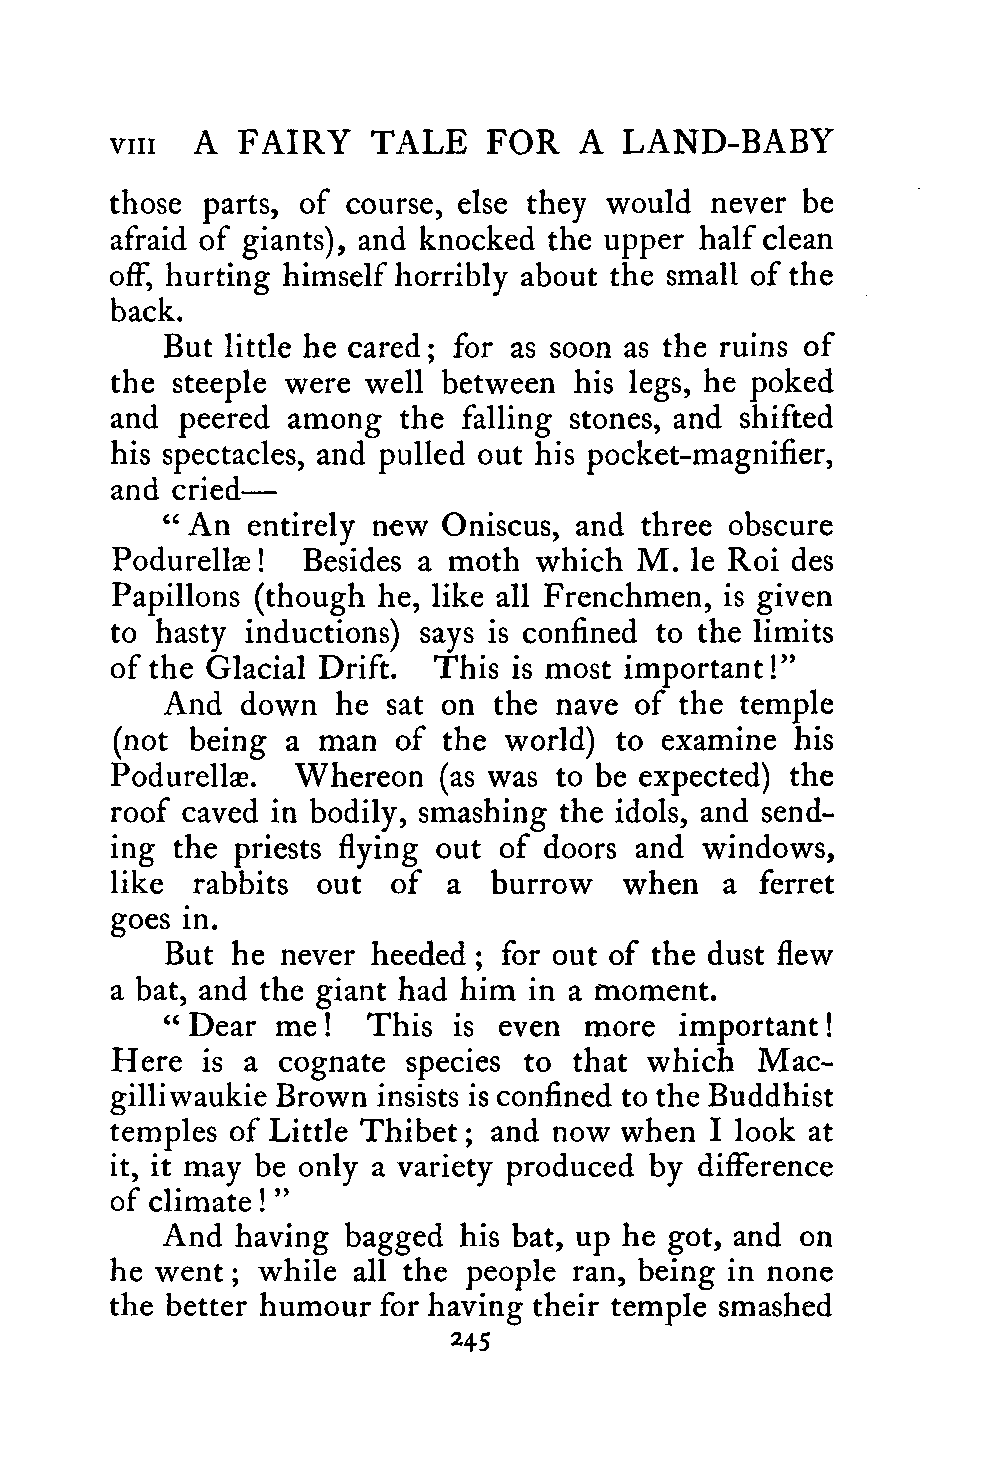 VIII A FAIRY TALE FOR A LAND-BABY
those parts, of course, else they would never be
afraid of giants), and knocked the upper half clean
off, hurting himself horribly about the small of the
back.
But little he cared; for as soon as the ruins of
the steeple were well between his legs, he poked
and peered among the falling stones, and shifted
his spectacles, and pulled out his pocket-magnifier,
and cried—
“An entirely new Oniscus, and three obscure
Podurellæ! Besides a moth which M. le Roi des
Papillons (though he, like all Frenchmen, is given
to hasty inductions) says is confined to the limits
of the Glacial Drift. This is most important!”
And down he sat on the nave of the temple
(not being a man of the world) to examine his
Podurellæ. Whereon (as was to be expected) the
roof caved in bodily, smashing the idols, and send-
ing the priests flying out of doors and windows,
like rabbits out of a burrow when a ferret
goes in.
But he never heeded; for out of the dust flew
a bat, and the giant had him in a moment.
“Dear me! This is even more important!
Here is a cognate species to that which Mac-
gilliwaukie Brown insists is confined to the Buddhist
temples of Little Thibet; and now when I look at
it, it may be only a variety produced by difference
of climate!”
And having bagged his bat, up he got, and on
he went; while all the people ran, being in none
the better humour for having their temple smashed
245